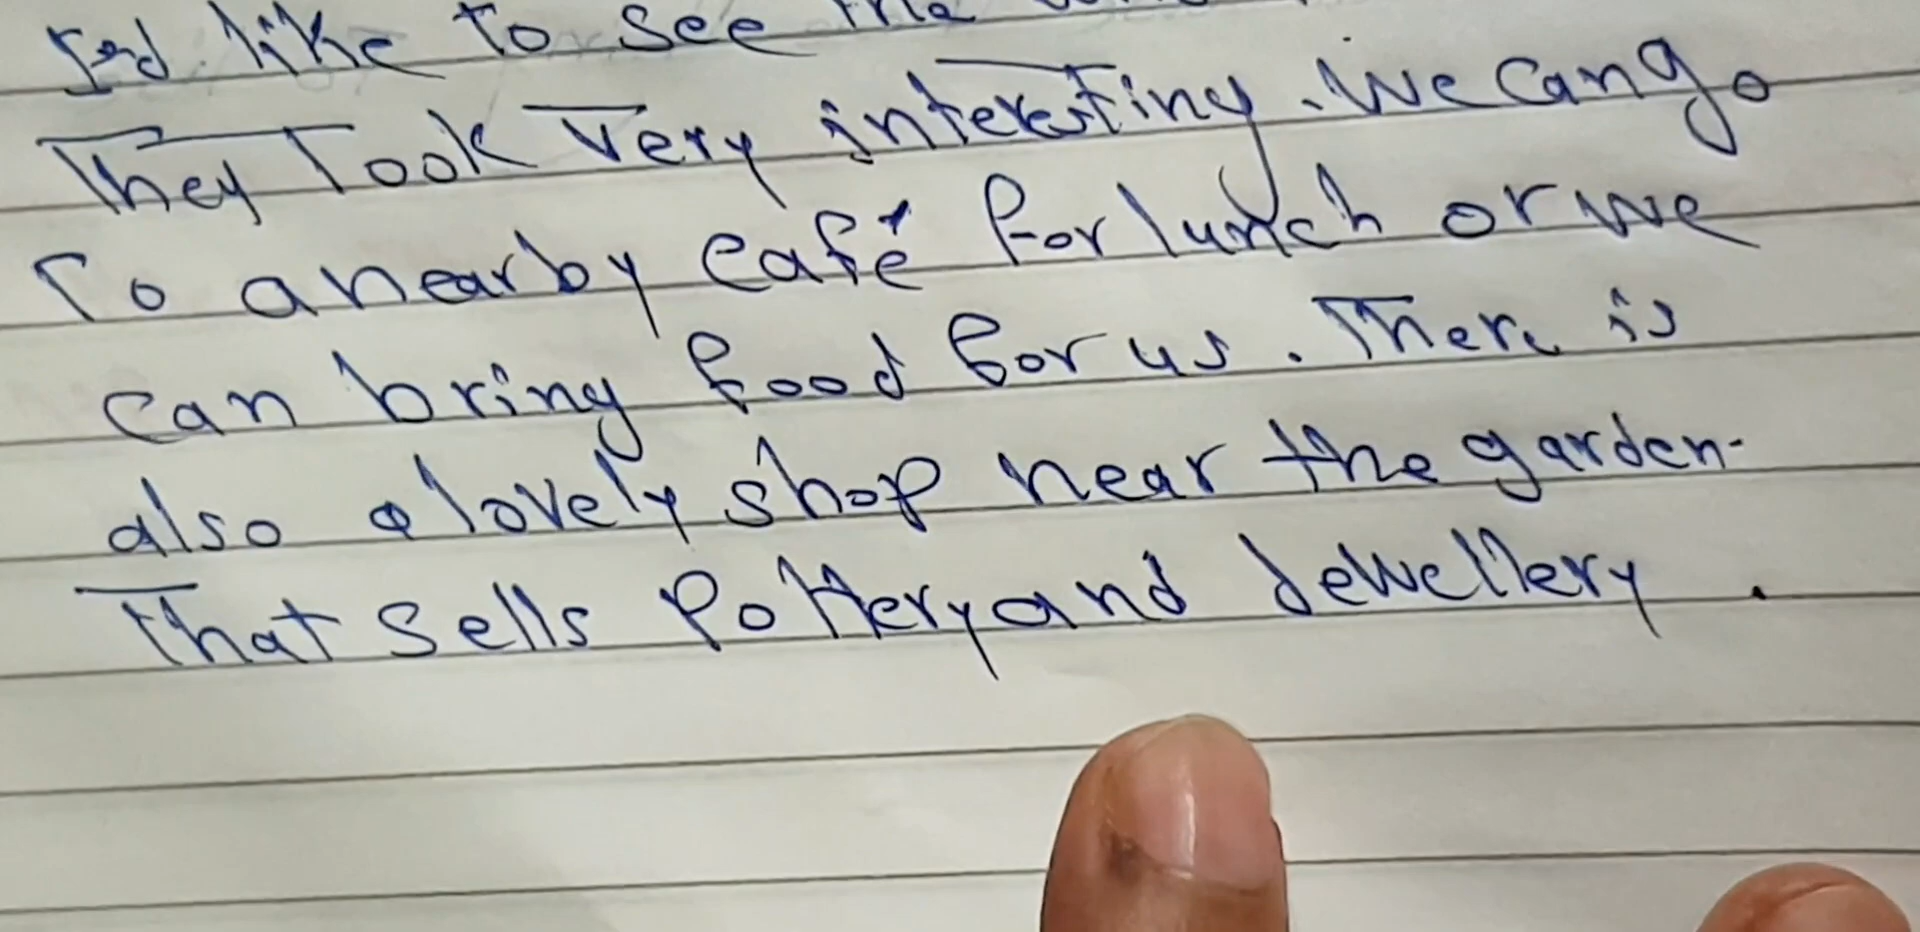 I'd like to see the
They look very interesting. We can go
To a nearby café for lunch or we
can bring food for us. There is
also a lovely shop near the garden.
That sells Pottery and Jewellery.